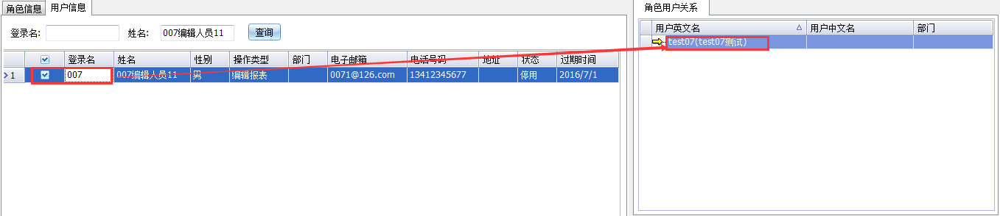 角色信息 用户信息
登录名: 姓名: 007编辑人员11 查询
登录名 姓名 性别 操作类型 部门 电子邮箱 电话号码 地址 状态 过期时间
1 007 007编辑人员11 男 编辑报表 0071@126.com 13412345677 停用 2016/7/1
角色用户关系
用户英文名 用户中文名 部门
test07(test07测试)